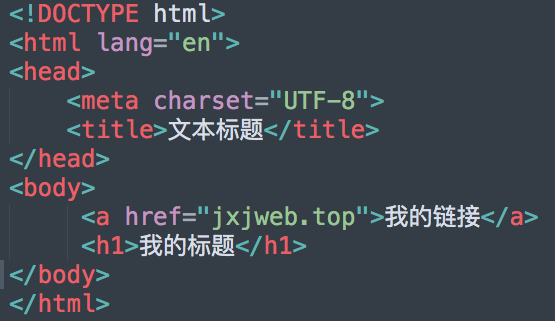 <!DOCTYPE html>
<html lang="en">
<head>
    <meta charset="UTF-8">
    <title>文本标题</title>
</head>
<body>
     <a href="jxjweb.top">我的链接</a>
     <h1>我的标题</h1>
</body>
</html>